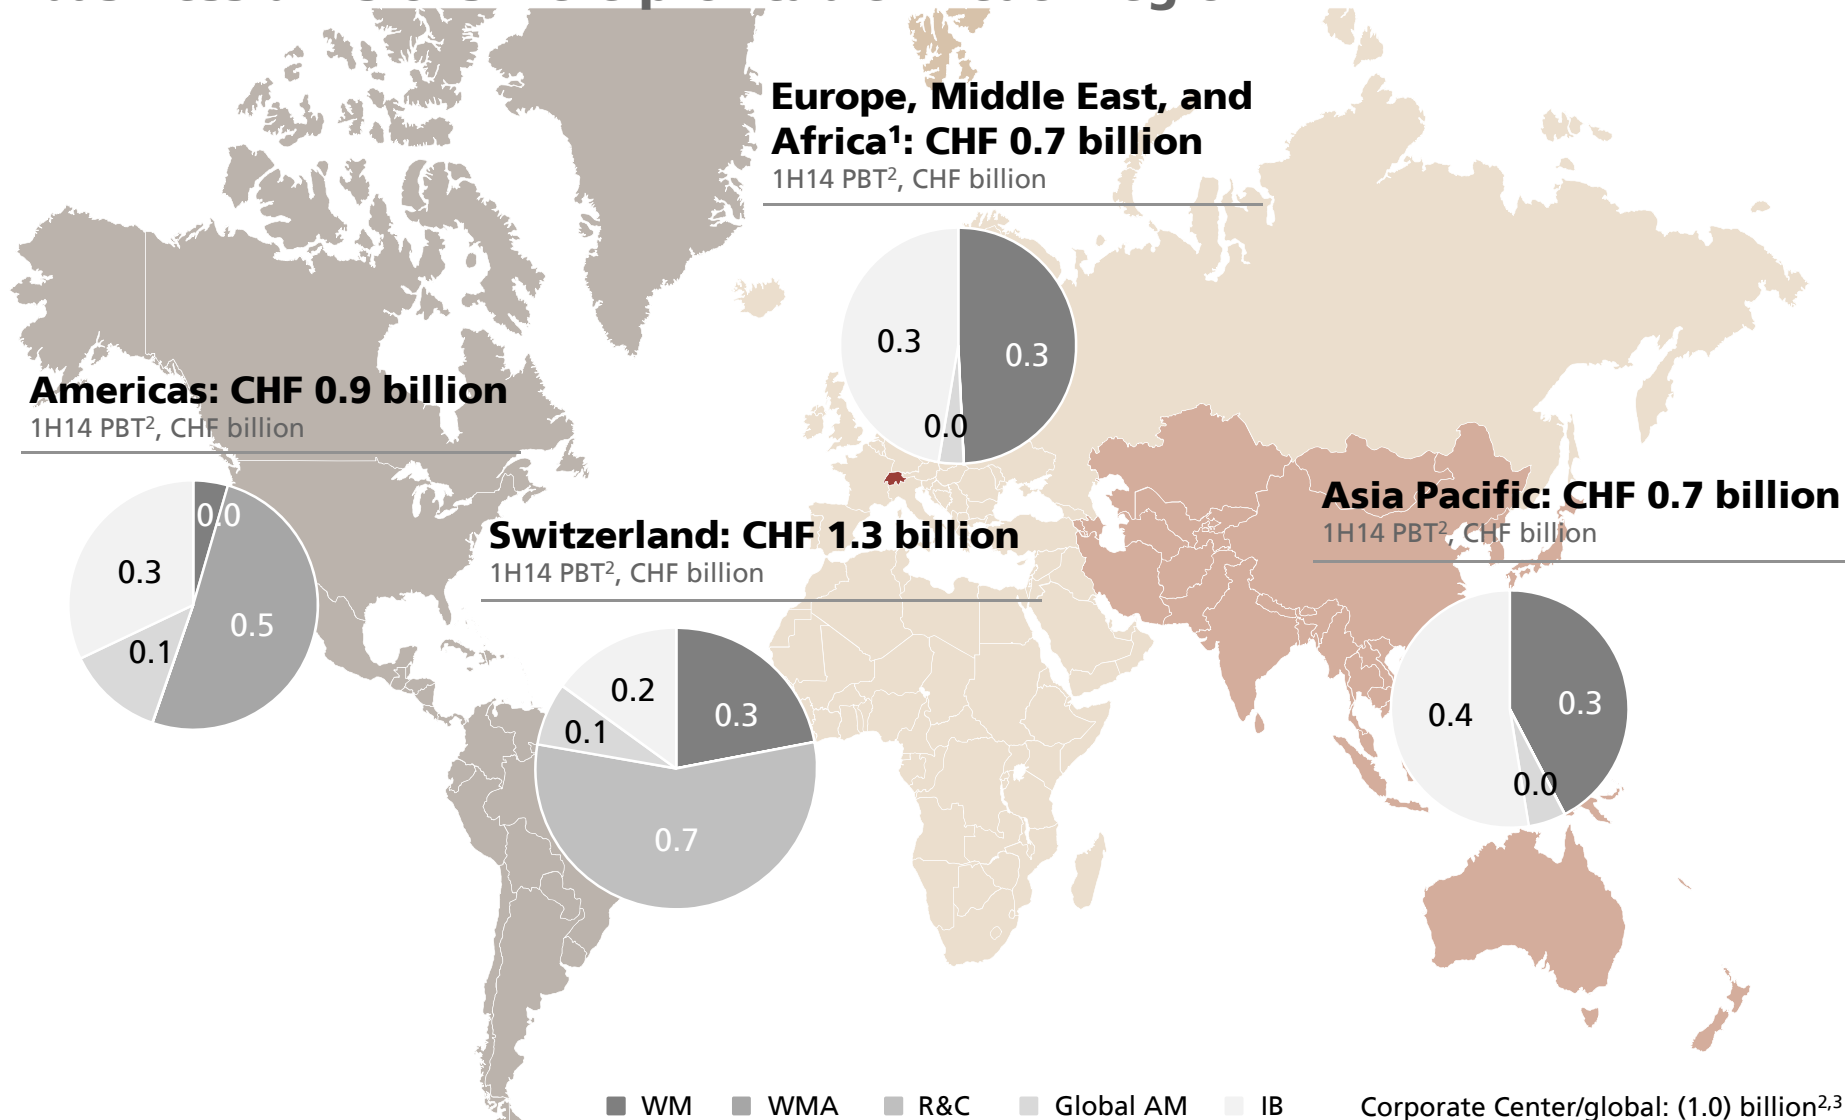 Europe, Middle East, and
Africa¹: CHF 0.7 billion
1H14 PBT², CHF billion
0.3
0.3
0.0
Americas: CHF 0.9 billion
1H14 PBT², CHF billion
0.0
0.3
0.5
0.1
Switzerland: CHF 1.3 billion
1H14 PBT², CHF billion
0.2
0.3
0.1
0.7
Asia Pacific: CHF 0.7 billion
1H14 PBT², CHF billion
0.4
0.3
0.0
WM WMA R&C Global AM IB
Corporate Center/global: (1.0) billion²,³